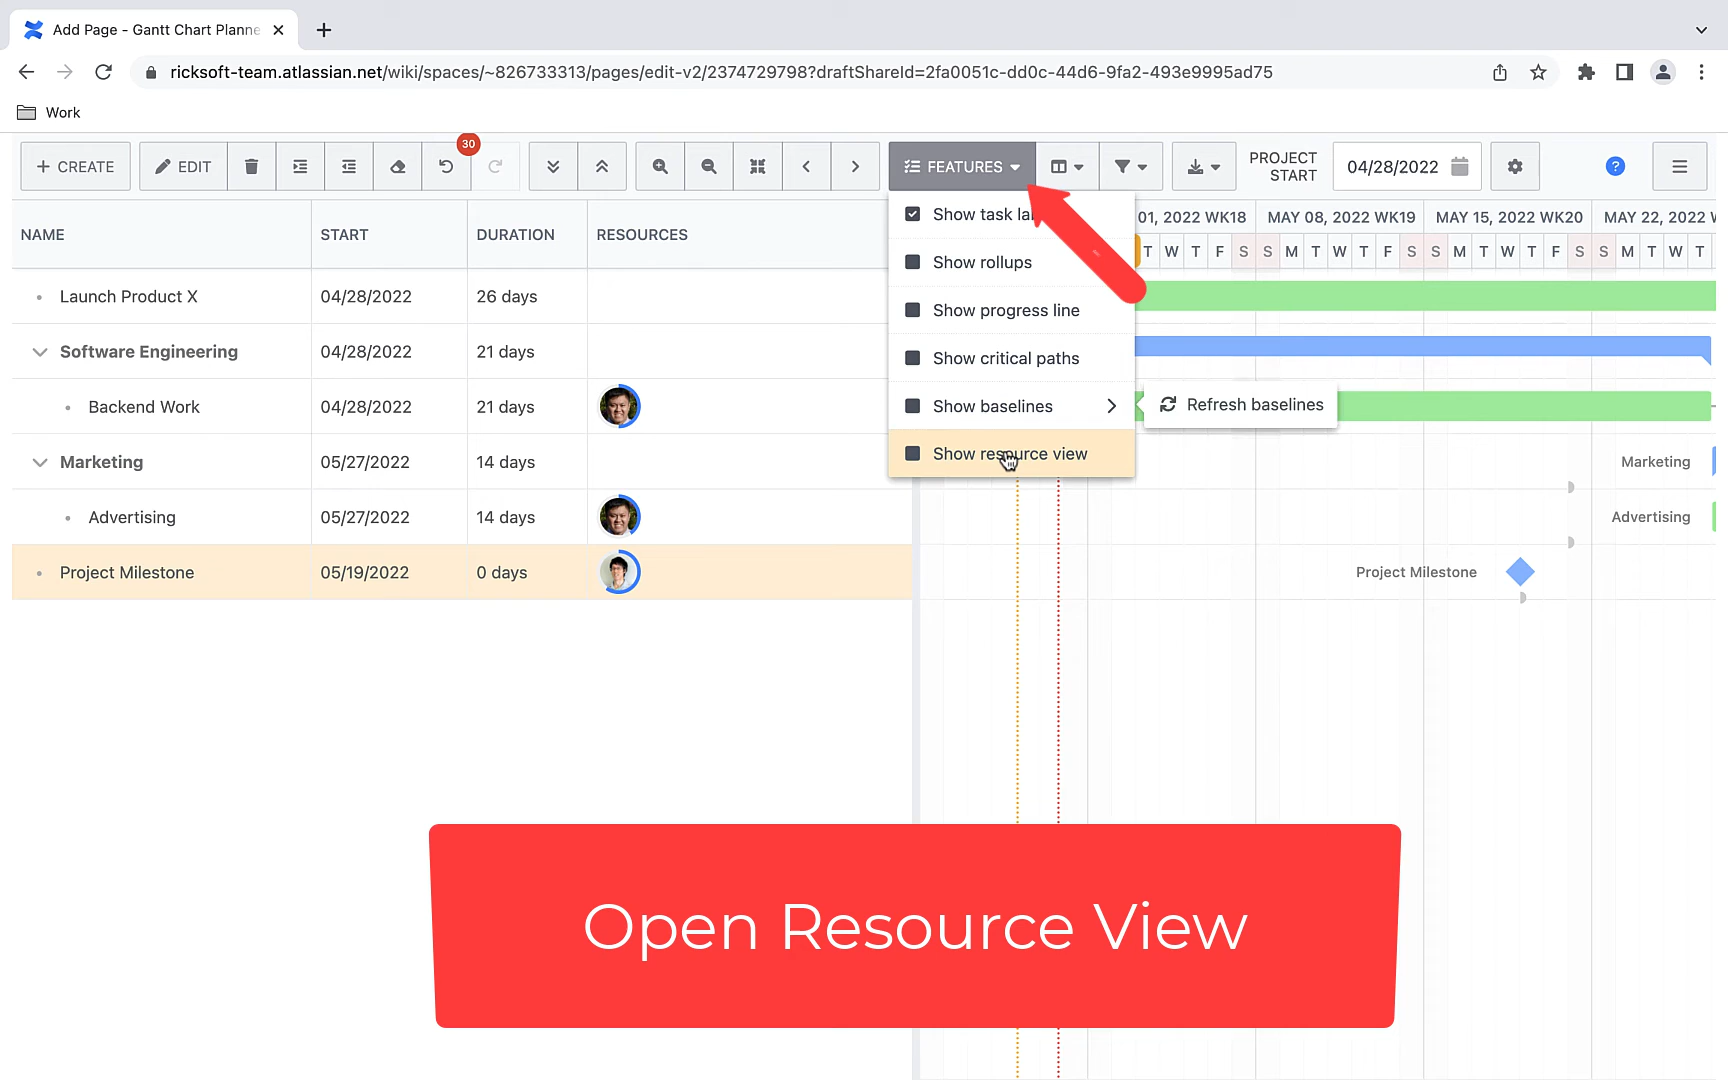 Add Page - Gantt Chart Planne
ricksoft-team.atlassian.net/wiki/spaces/~826733313/pages/edit-v2/2374729798?draftShareId=2fa0051c-dd0c-44d6-9fa2-493e9995ad75
Work
30
+ CREATE
EDIT
FEATURES
PROJECT
START
04/28/2022
?
NAME
START
DURATION
RESOURCES
01, 2022 WK18
MAY 08, 2022 WK19
MAY 15, 2022 WK20
MAY 22, 2022
T W T F S S M T W T F S S M T W T F S S M T W T
Launch Product X
04/28/2022
26 days
Software Engineering
04/28/2022
21 days
Backend Work
04/28/2022
21 days
Marketing
05/27/2022
14 days
Advertising
05/27/2022
14 days
Project Milestone
05/19/2022
0 days
Show task la
Show rollups
Show progress line
Show critical paths
Show baselines
Refresh baselines
Show resource view
Marketing
Advertising
Project Milestone
Open Resource View